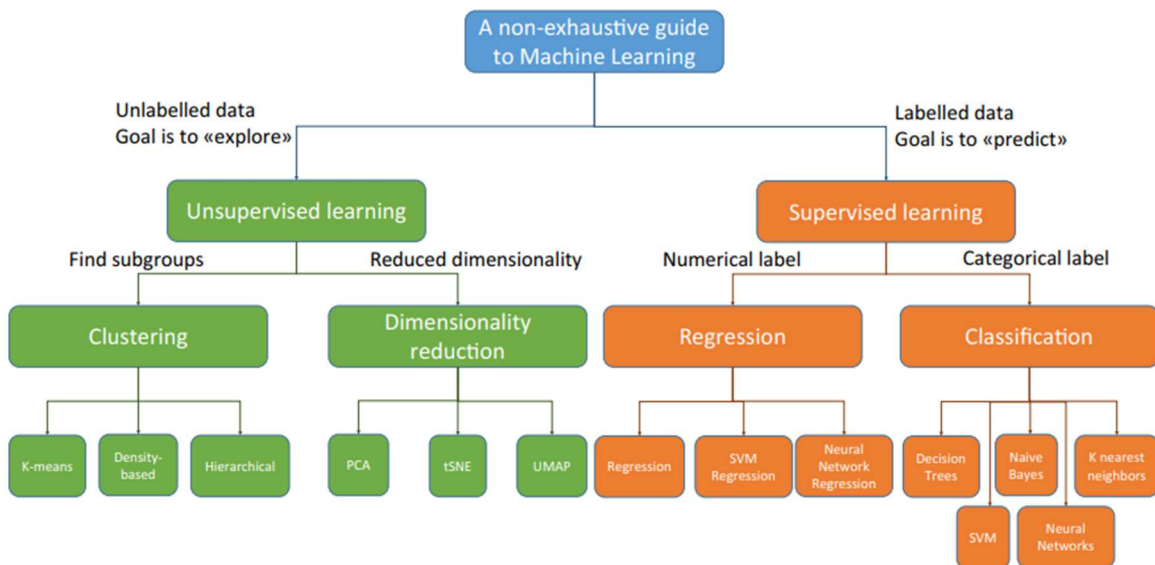 A non-exhaustive guide
to Machine Learning
Unlabelled data
Goal is to «explore»
Labelled data
Goal is to «predict»
Unsupervised learning
Supervised learning
Find subgroups
Reduced dimensionality
Numerical label
Categorical label
Clustering
Dimensionality
reduction
Regression
Classification
K-means
Density-
based
Hierarchical
PCA
tSNE
UMAP
Regression
SVM
Regression
Neural
Network
Regression
Decision
Trees
Naive
Bayes
K nearest
neighbors
SVM
Neural
Networks